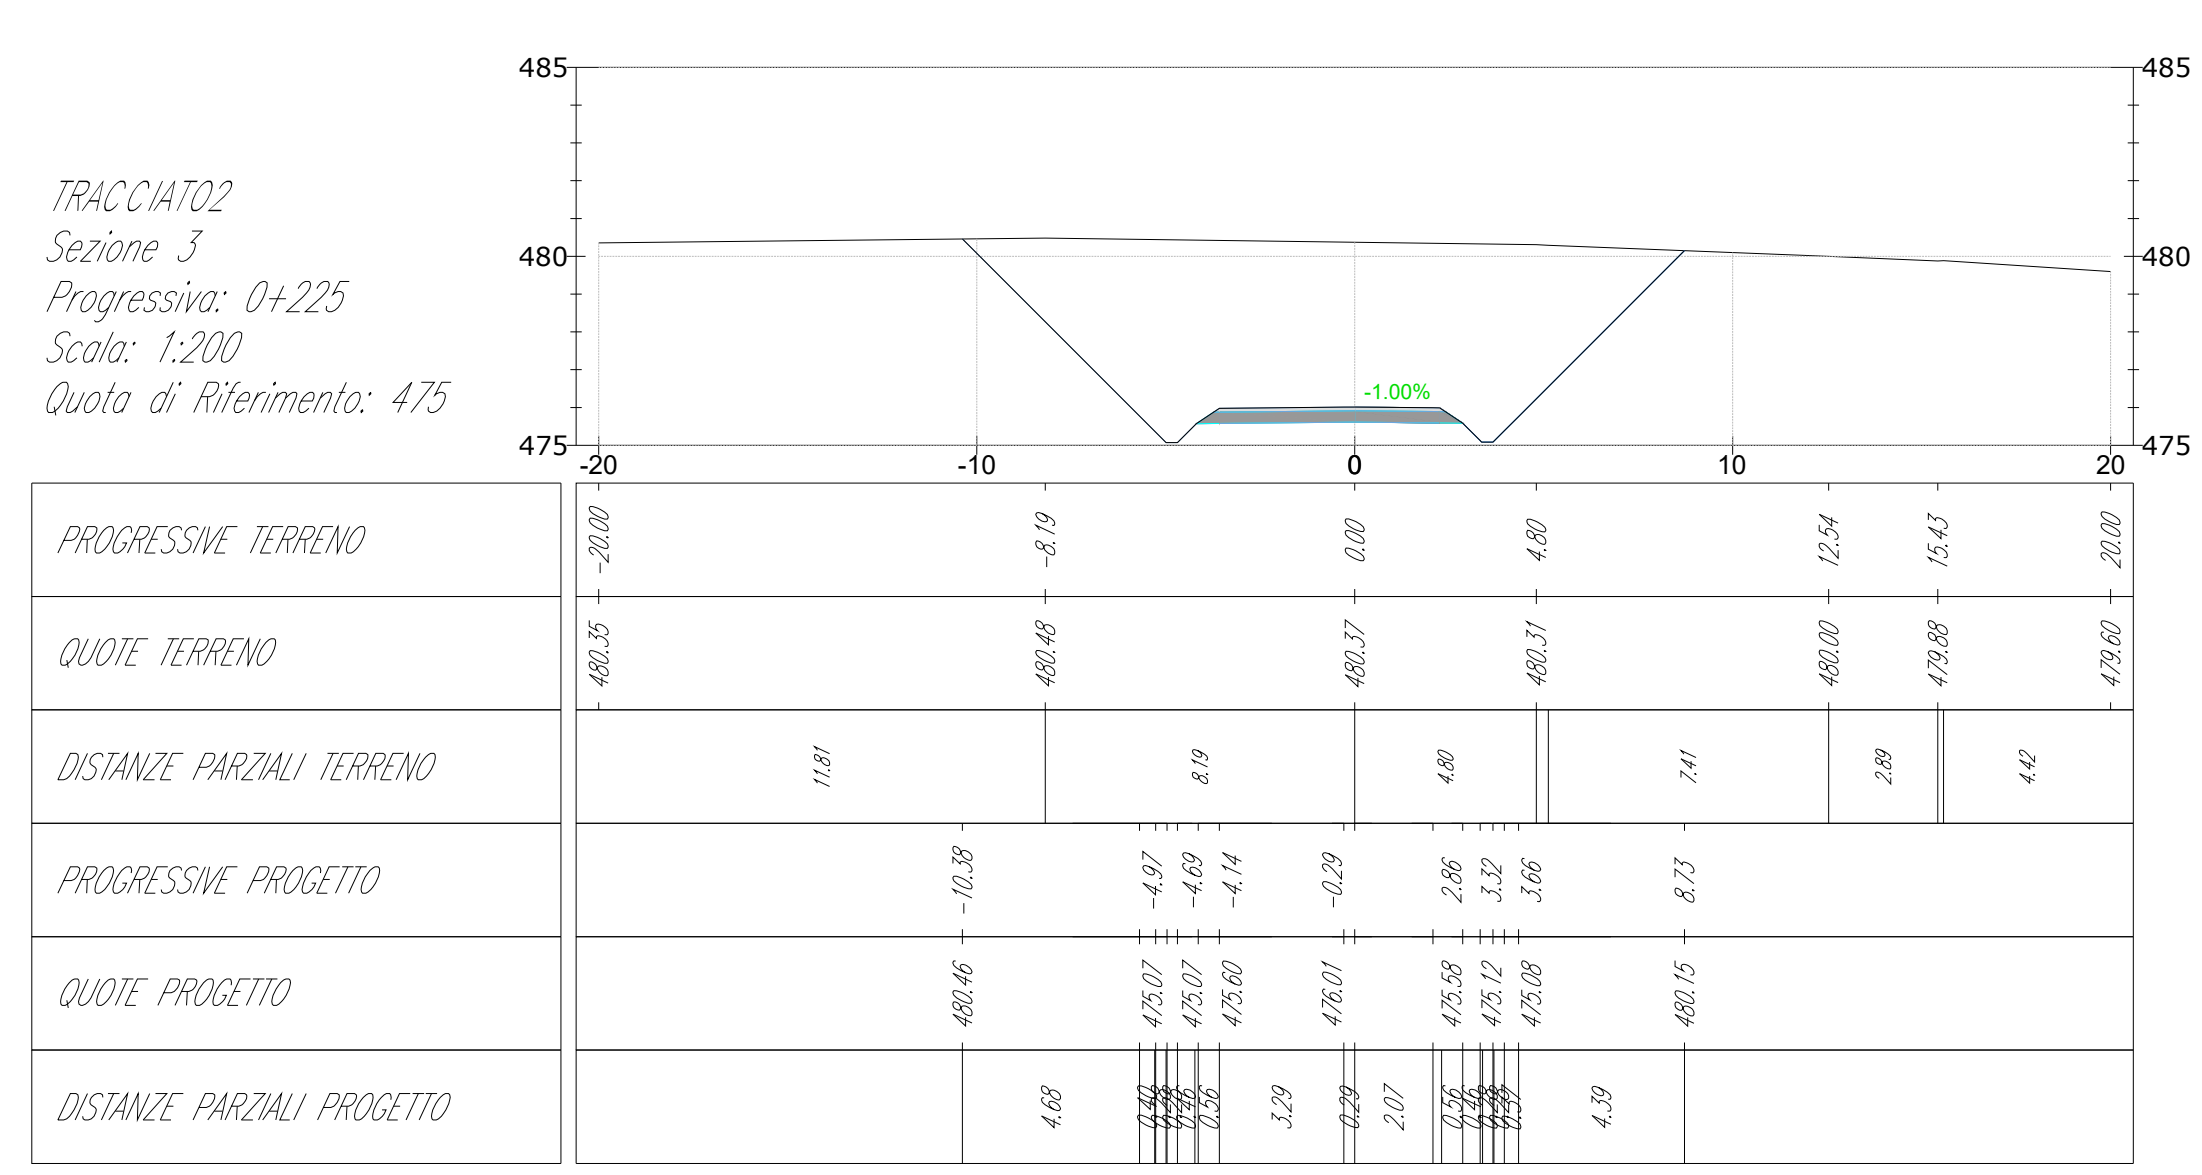 485
485
TRACCIATO2
Sezione 3
480
480
Progressiva: 0+225
Scala: 1:200
-1.00%
Quota di Riferimento: 475
475
475
-20 -10 0 10 20
PROGRESSIVE TERRENO -20.00 -8.19 0.00 4.80 12.54 15.43 20.00
QUOTE TERRENO 480.35 480.48 480.37 480.31 480.00 479.88 479.60
DISTANZE PARZIALI TERRENO 11.81 8.19 4.80 7.41 2.89 4.42
PROGRESSIVE PROGETTO -10.38 -4.97 -4.69 -4.14 -0.29 2.86 3.32 3.66 8.73
QUOTE PROGETTO 480.46 475.07 475.07 475.60 476.01 475.58 475.12 475.08 480.15
DISTANZE PARZIALI PROGETTO 4.68 0.40 0.46 0.56 3.29 0.29 2.07 0.56 0.46 4.39